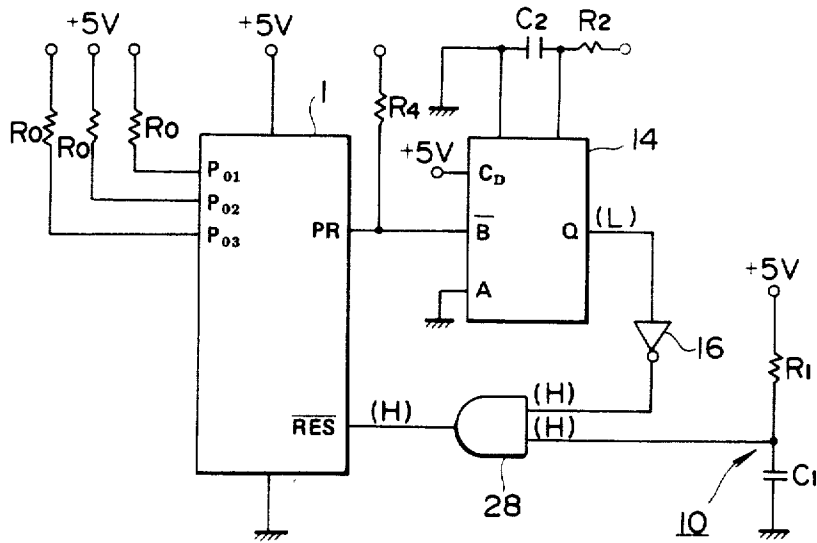 C2
R2
+5V
+5V
1
R4
14
Ro
Ro
Ro
+5V
P01
CD
P02
P03
PR
B
Q
(L)
A
+5V
16
R1
(H)
RES
(H)
(H)
28
10
C1